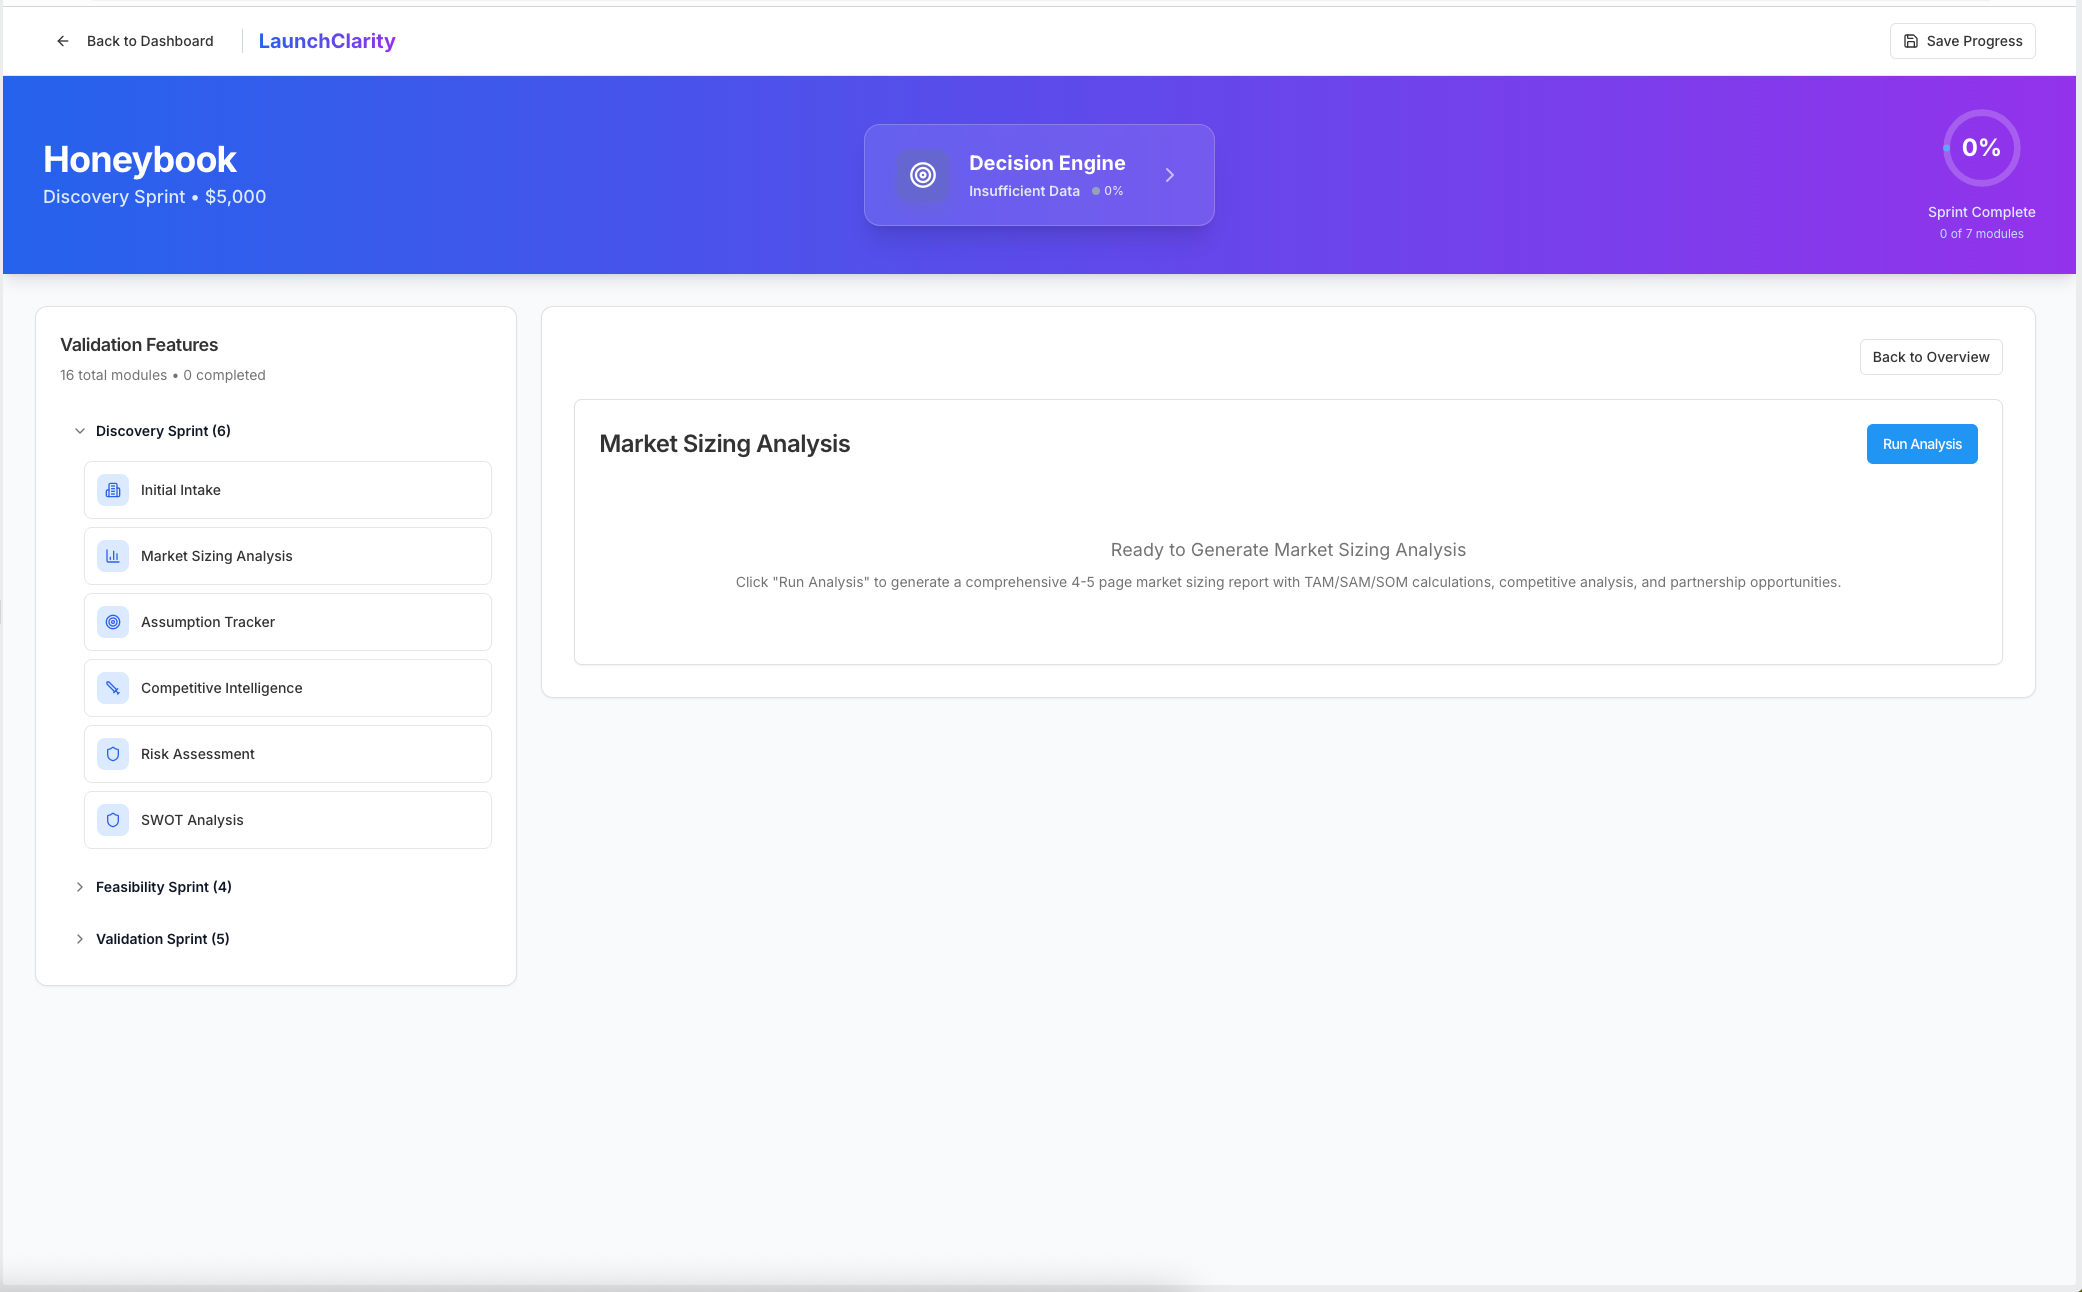 Back to Dashboard
LaunchClarity
Save Progress
Honeybook
Discovery Sprint • $5,000
Decision Engine
Insufficient Data 0%
0%
Sprint Complete
0 of 7 modules
Validation Features
16 total modules • 0 completed
Discovery Sprint (6)
Initial Intake
Market Sizing Analysis
Assumption Tracker
Competitive Intelligence
Risk Assessment
SWOT Analysis
Feasibility Sprint (4)
Validation Sprint (5)
Back to Overview
Market Sizing Analysis
Run Analysis
Ready to Generate Market Sizing Analysis
Click "Run Analysis" to generate a comprehensive 4-5 page market sizing report with TAM/SAM/SOM calculations, competitive analysis, and partnership opportunities.